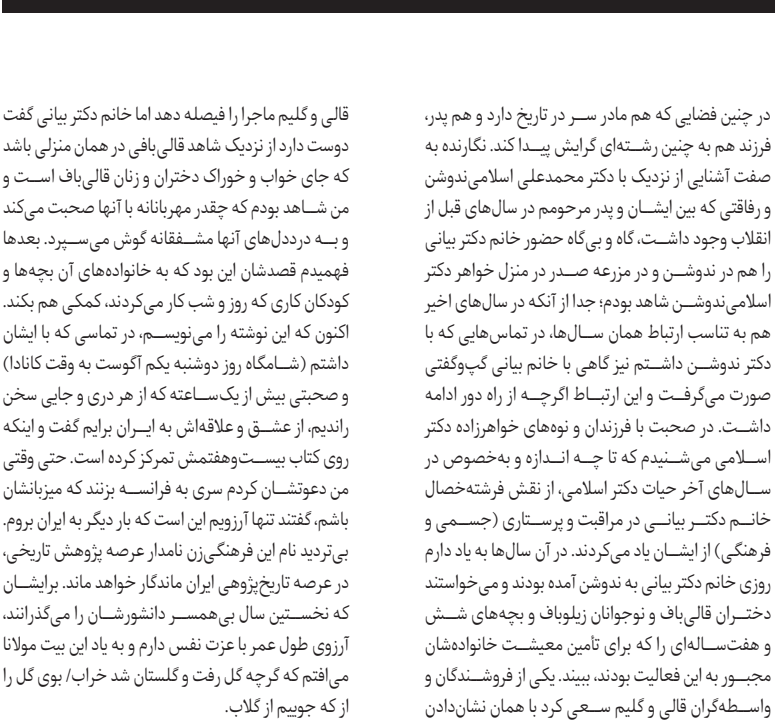 در چنین فضایی که هم مادر سر در تاریخ دارد و هم پدر،
فرزند هم به چنین رشته‌ای گرایش پیدا کند. نگارنده به
صفت آشنایی از نزدیک با دکتر محمدعلی اسلامی‌ندوشن
و رفاقتی که بین ایشان و پدر مرحومم در سال‌های قبل از
انقلاب وجود داشت، گاه و بی‌گاه حضور خانم دکتر بیانی
را هم در ندوشن و در مزرعه صدر در منزل خواهر دکتر
اسلامی‌ندوشن شاهد بودم؛ جدا از آنکه در سال‌های اخیر
هم به تناسب ارتباط همان سال‌ها، در تماس‌هایی که با
دکتر ندوشن داشتم نیز گاهی با خانم بیانی گپ‌وگفتی
صورت می‌گرفت و این ارتباط اگرچه از راه دور ادامه
داشت. در صحبت با فرزندان و نوه‌های خواهرزاده دکتر
اسلامی می‌شنیدم که تا چه اندازه و به‌خصوص در
سال‌های آخر حیات دکتر اسلامی، از نقش فرشته‌خصال
خانم دکتر بیانی در مراقبت و پرستاری (جسمی و
فرهنگی) از ایشان یاد می‌کردند. در آن سال‌ها به یاد دارم
روزی خانم دکتر بیانی به ندوشن آمده بودند و می‌خواستند
دختران قالی‌باف و نوجوانان زیلوباف و بچه‌های شش
و هفت‌ساله‌ای را که برای تأمین معیشت خانواده‌شان
مجبور به این فعالیت بودند، ببیند. یکی از فروشندگان و
واسطه‌گران قالی و گلیم سعی کرد با همان نشان‌دادن
قالی و گلیم ماجرا را فیصله دهد اما خانم دکتر بیانی گفت
دوست دارد از نزدیک شاهد قالی‌بافی در همان منزلی باشد
که جای خواب و خوراک دختران و زنان قالی‌باف است و
من شاهد بودم که چقدر مهربانانه با آنها صحبت می‌کند
و به درددل‌های آنها مشفقانه گوش می‌سپرد. بعدها
فهمیدم قصدشان این بود که به خانواده‌های آن بچه‌ها و
کودکان کاری که روز و شب کار می‌کردند، کمکی هم بکند.
اکنون که این نوشته را می‌نویسم، در تماسی که با ایشان
داشتم (شامگاه روز دوشنبه یکم آگوست به وقت کانادا)
و صحبتی بیش از یک‌ساعته که از هر دری و جایی سخن
راندیم، از عشق و علاقه‌اش به ایران برایم گفت و اینکه
روی کتاب بیست‌وهفتمش تمرکز کرده است. حتی وقتی
من دعوتشان کردم سری به فرانسه بزنند که میزبانشان
باشم، گفتند تنها آرزویم این است که بار دیگر به ایران بروم.
بی‌تردید نام این فرهنگی‌زن نامدار عرصه پژوهش تاریخی،
در عرصه تاریخ‌پژوهی ایران ماندگار خواهد ماند. برایشان
که نخستین سال بی‌همسر دانشورشان را می‌گذرانند،
آرزوی طول عمر با عزت نفس دارم و به یاد این بیت مولانا
می‌افتم که گرچه گل رفت و گلستان شد خراب/ بوی گل را
از که جوییم از گلاب.